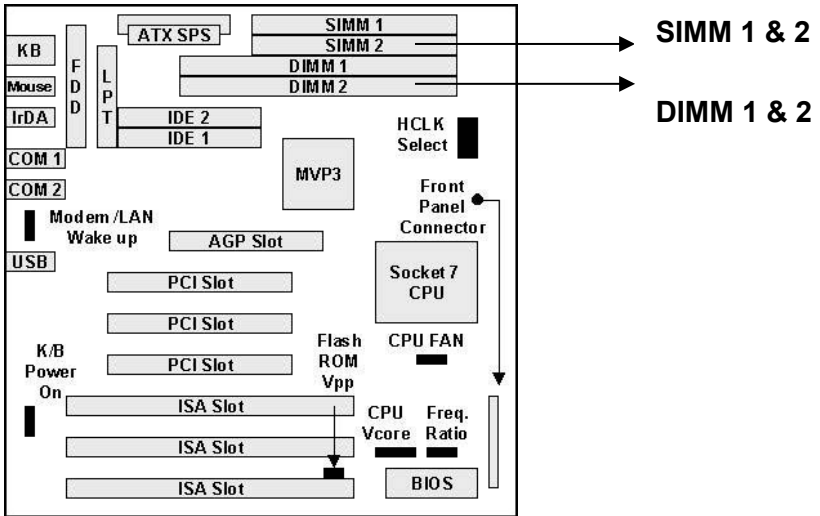 ATX SPS
SIMM 1
SIMM 2
DIMM 1
DIMM 2
SIMM 1 & 2
DIMM 1 & 2
KB
Mouse
IrDA
COM 1
COM 2
FDD
LPT
IDE 2
IDE 1
MVP3
HCLK
Select
Front
Panel
Connector
Modem /LAN
Wake up
USB
AGP Slot
PCI Slot
PCI Slot
PCI Slot
Socket 7
CPU
CPU FAN
Flash
ROM
Vpp
K/B
Power
On
ISA Slot
ISA Slot
ISA Slot
CPU
Vcore
Freq.
Ratio
BIOS